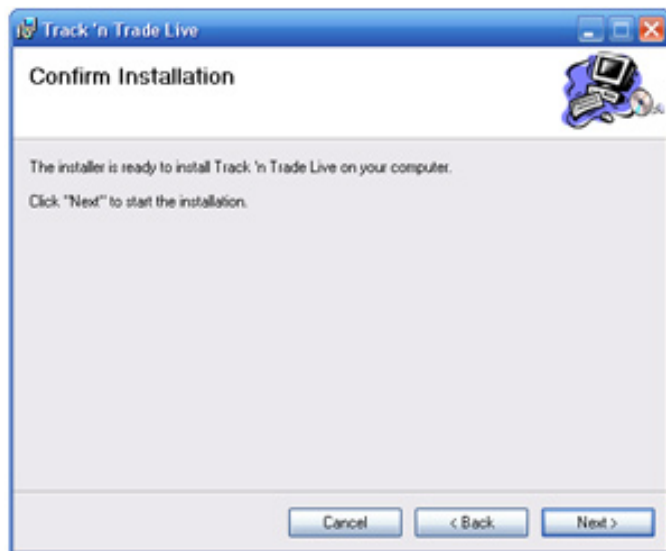 Track 'n Trade Live
Confirm Installation
The installer is ready to install Track 'n Trade Live on your computer.
Click "Next" to start the installation.
Cancel
< Back
Next >